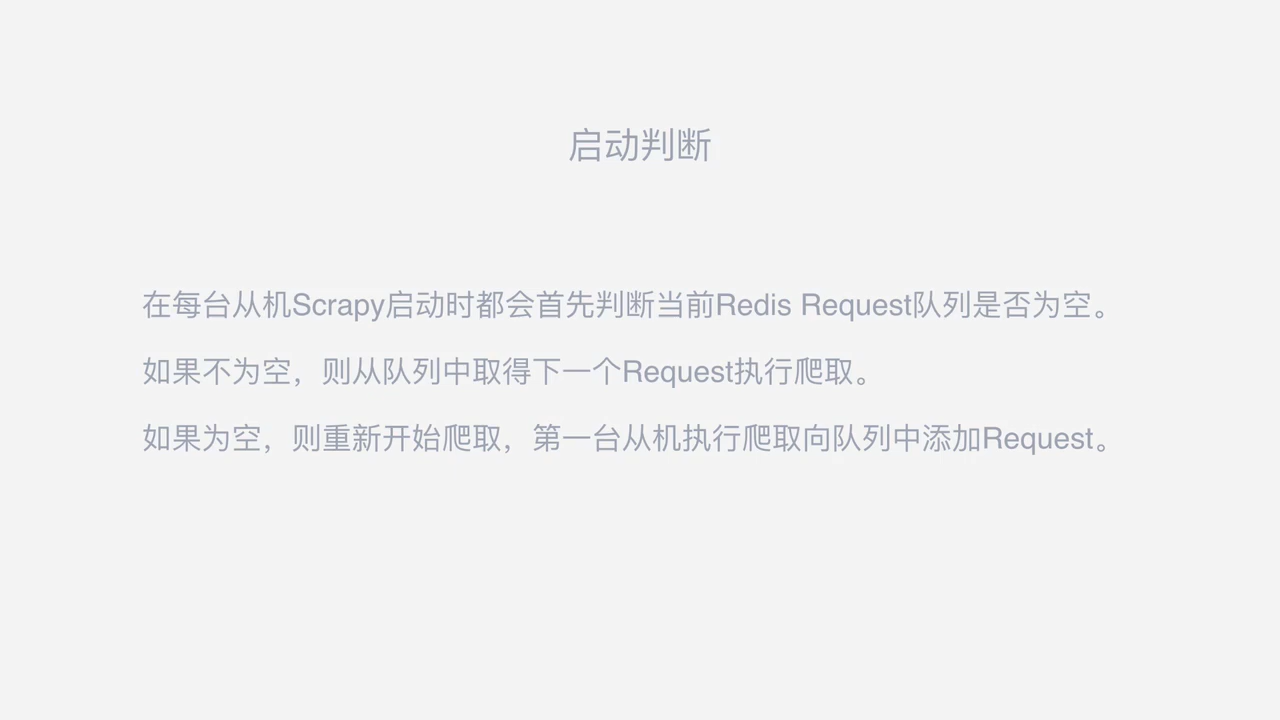 启动判断
在每台从机Scrapy启动时都会首先判断当前Redis Request队列是否为空。
如果不为空，则从队列中取得下一个Request执行爬取。
如果为空，则重新开始爬取，第一台从机执行爬取向队列中添加Request。